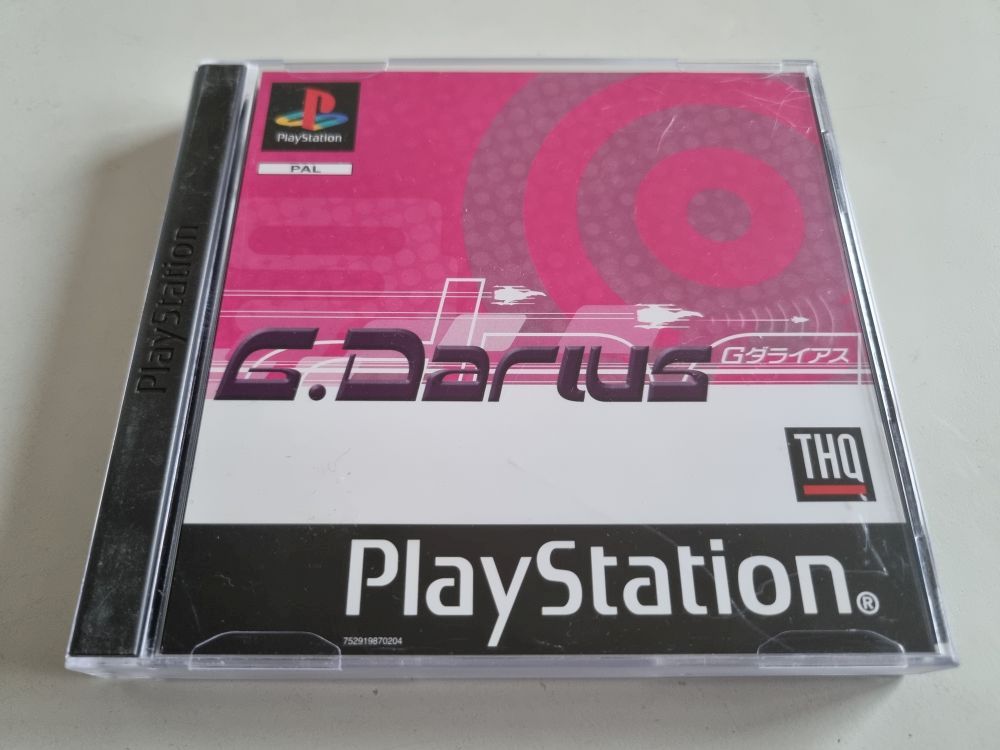 PlayStation
PAL
PlayStation
G.Darius
Gダライアス
THQ
PlayStation®
752919870204